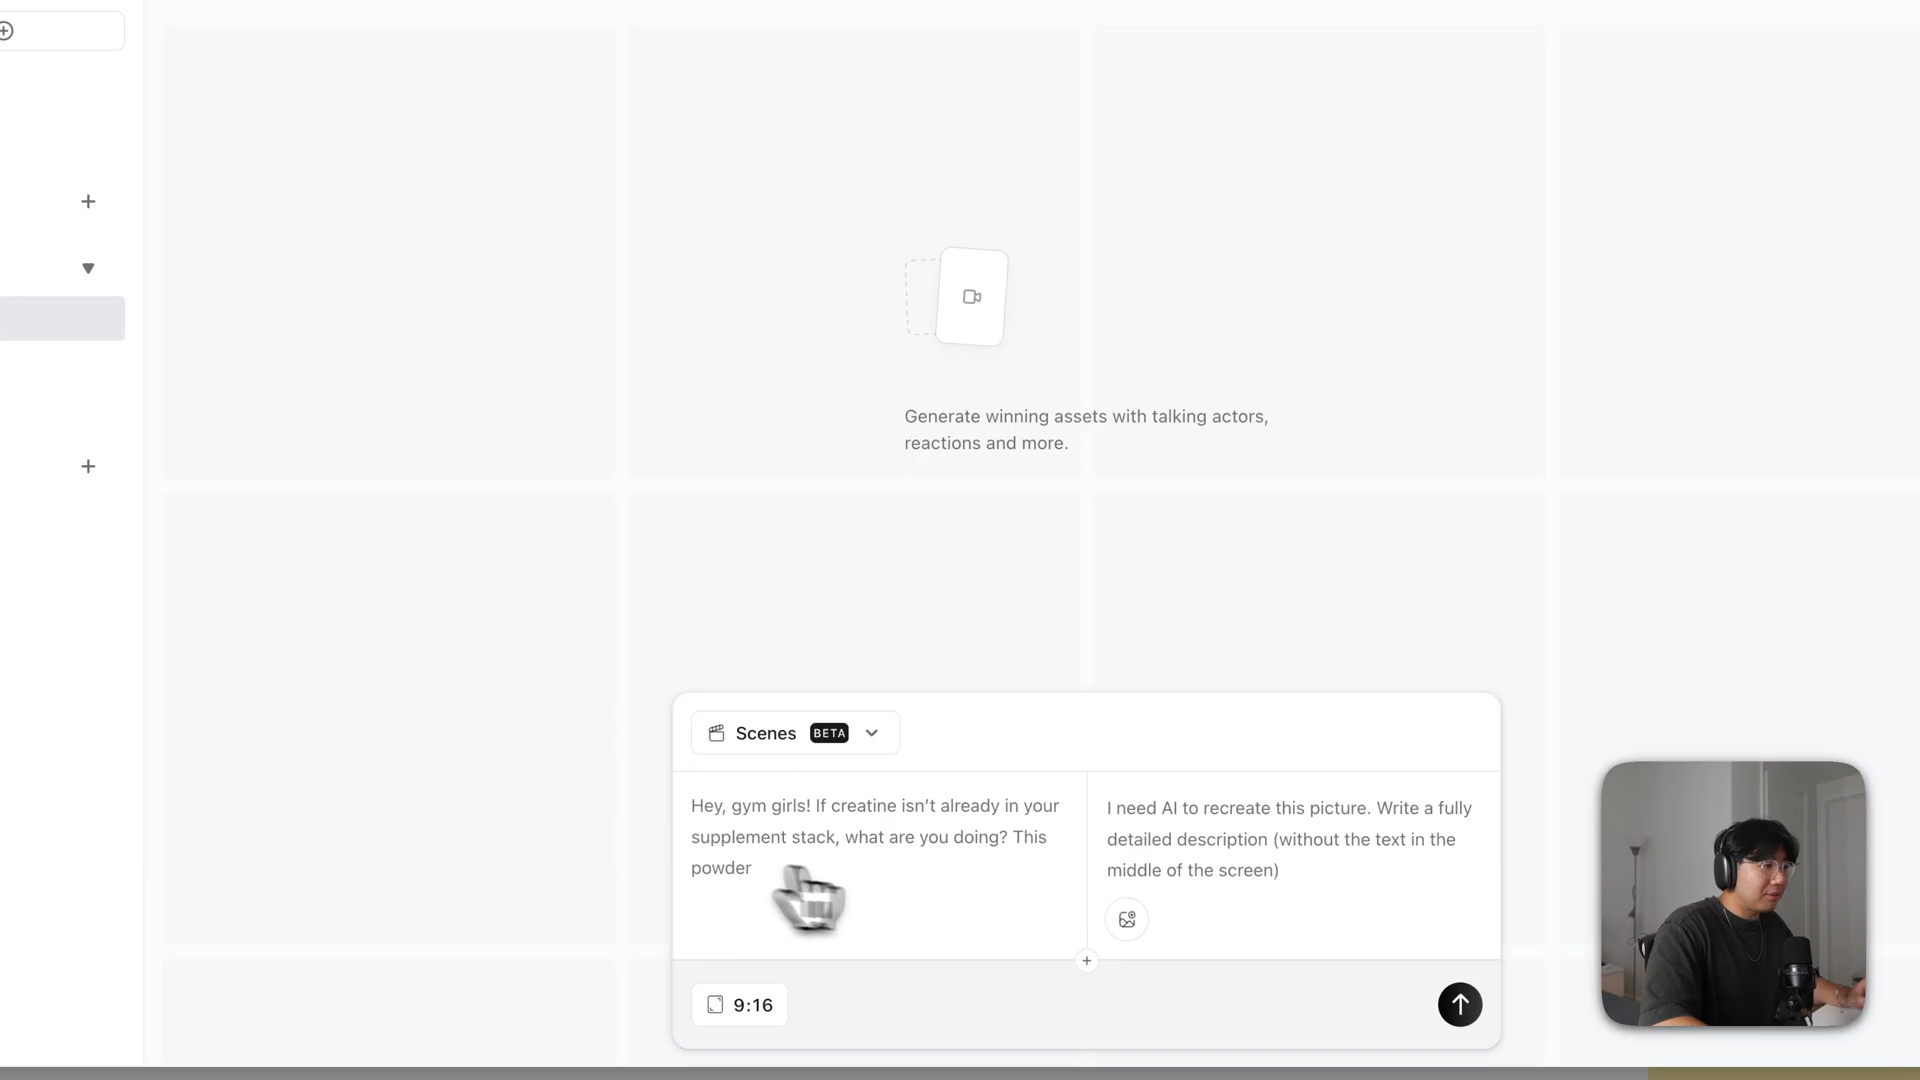 Generate winning assets with talking actors,
reactions and more.
Scenes BETA
Hey, gym girls! If creatine isn’t already in your
supplement stack, what are you doing? This
powder
I need AI to recreate this picture. Write a fully
detailed description (without the text in the
middle of the screen)
9:16